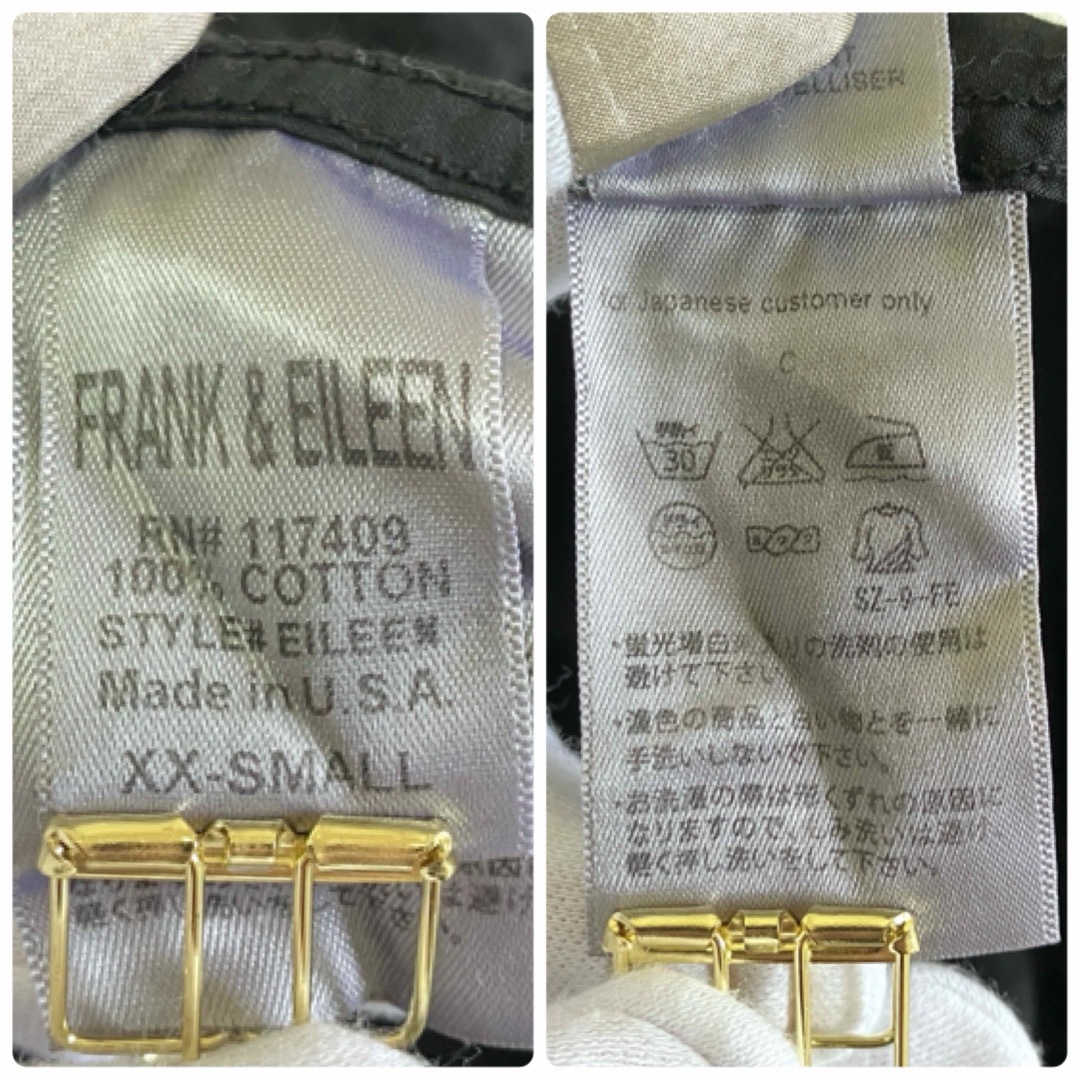 FRANK & EILEEN
RN# 117409
100% COTTON
STYLE# EILEEN
Made in U.S.A.
XX-SMALL
ELLISER
for Japanese customer only
C
30
SZ-9-FE
・蛍光増白剤入りの洗剤の使用は
避けて下さい。
・濃色の商品と白い物とを一緒に
手洗いしないで下さい。
・お洗濯の際は形くずれの原因に
なりますので、もみ洗いは避け
軽く押し洗いをして下さい。